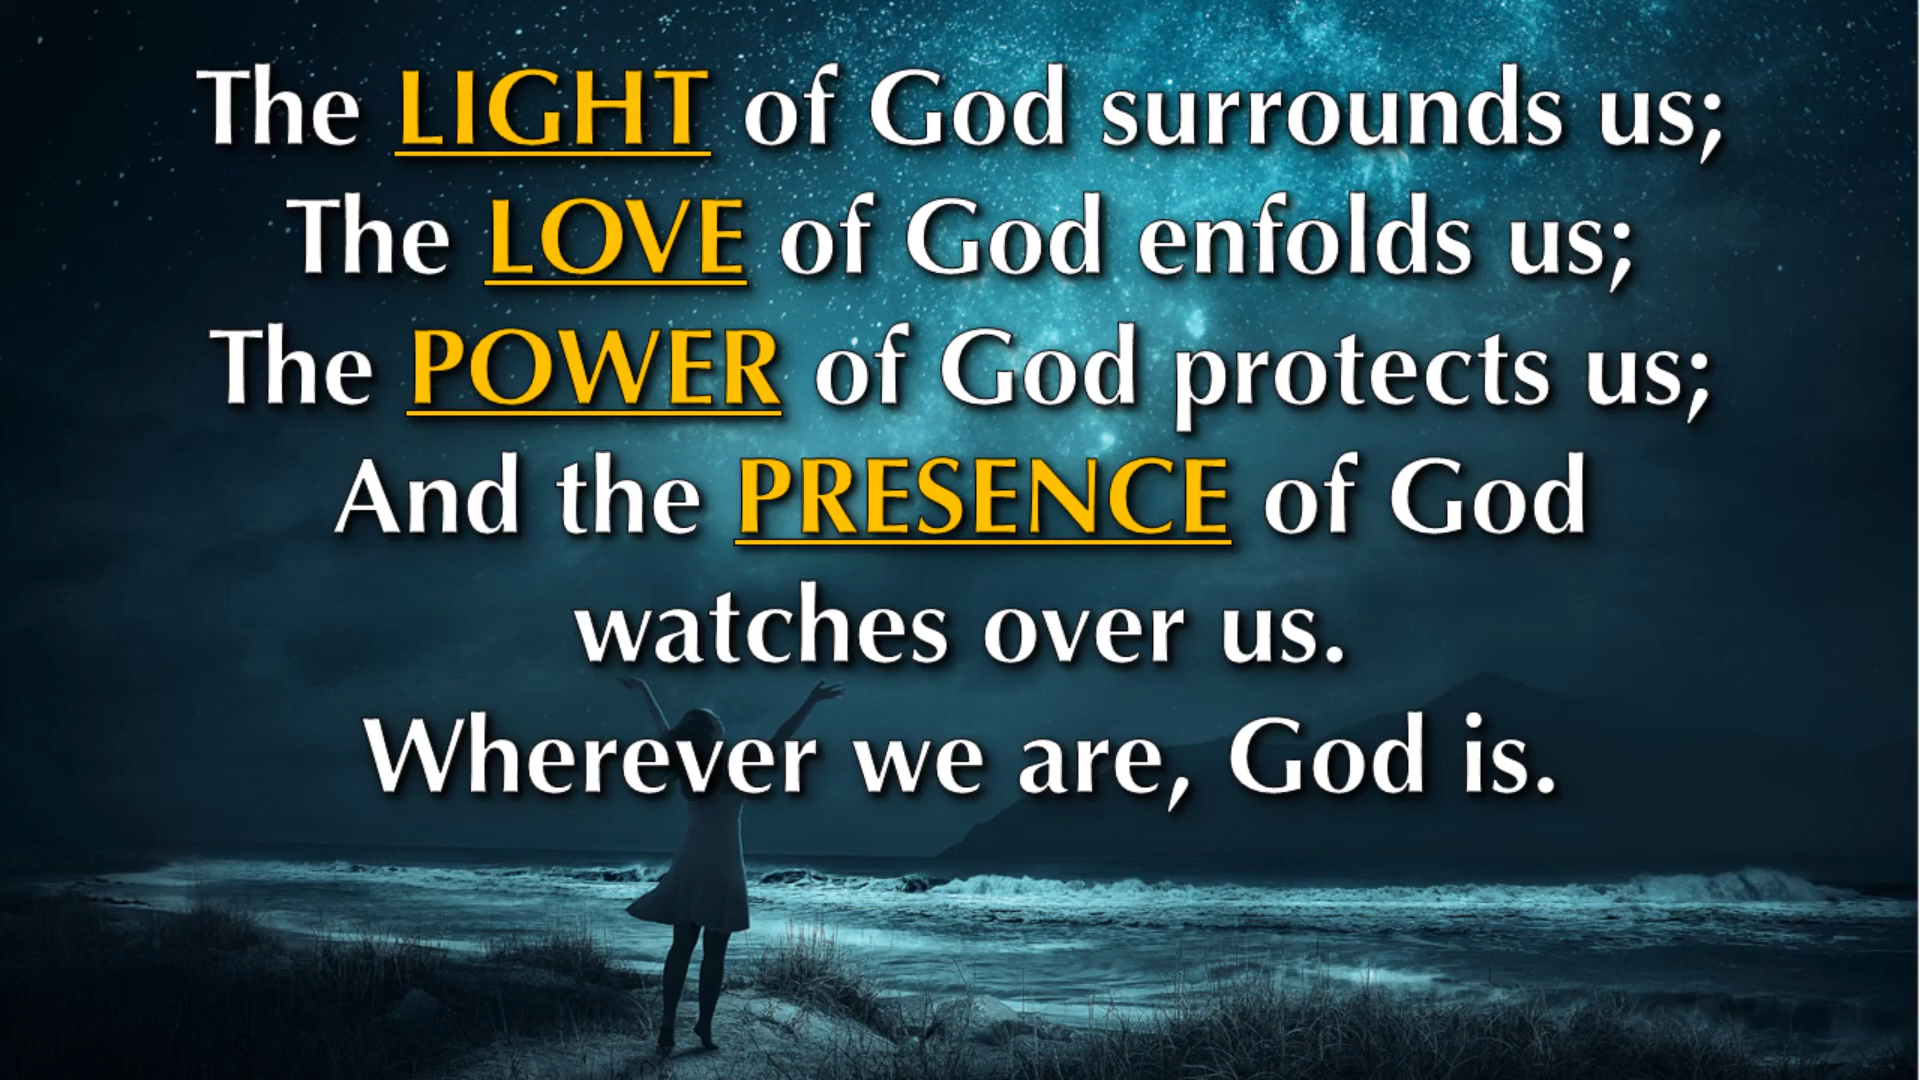 The LIGHT of God surrounds us;
The LOVE of God enfolds us;
The POWER of God protects us;
And the PRESENCE of God
watches over us.
Wherever we are, God is.